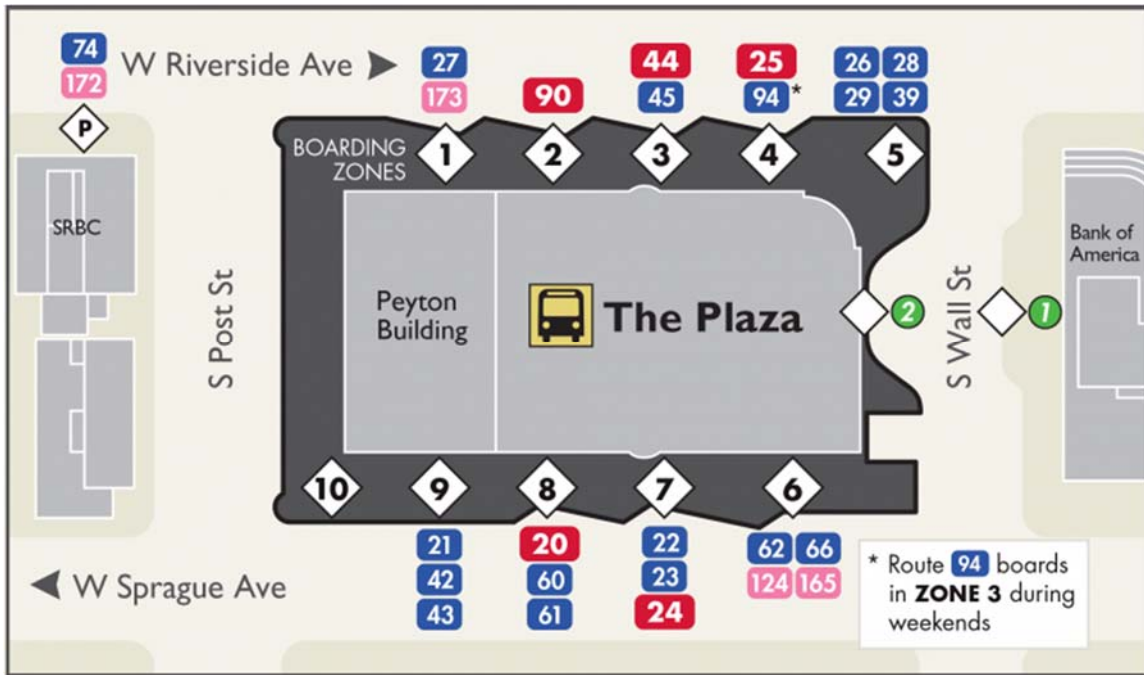 74
172
W Riverside Ave
27
173
90
44
45
25
94 *
26 28
29 39
P
BOARDING
ZONES
1
2
3
4
5
SRBC
Bank of
America
S Post St
Peyton
Building
The Plaza
2
S Wall St
1
10
9
8
7
6
21
42
43
20
60
61
22
23
24
62 66
124 165
W Sprague Ave
* Route 94 boards
in ZONE 3 during
weekends